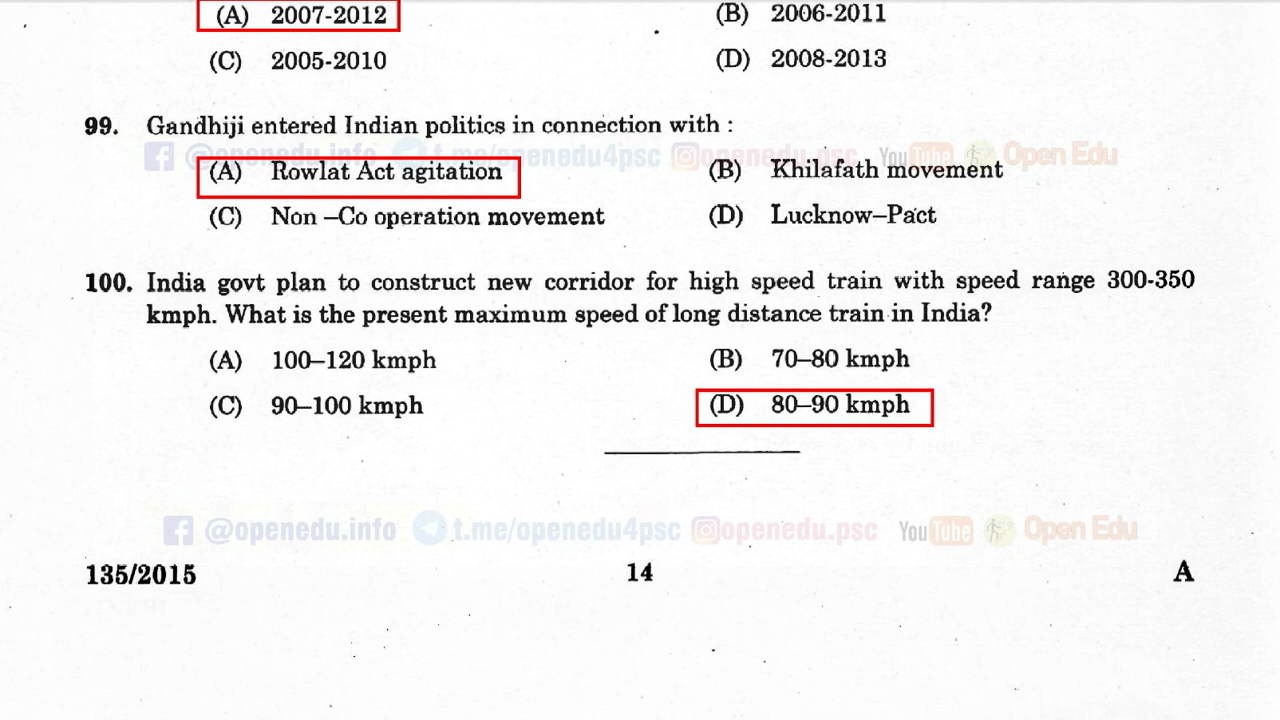 (A) 2007-2012 (B) 2006-2011
(C) 2005-2010 (D) 2008-2013
99. Gandhiji entered Indian politics in connection with :
@openedu.info t.me/openedu4psc openedu.psc YouTube Open Edu
(A) Rowlat Act agitation (B) Khilafath movement
(C) Non –Co operation movement (D) Lucknow–Pact
100. India govt plan to construct new corridor for high speed train with speed range 300-350
kmph. What is the present maximum speed of long distance train in India?
(A) 100–120 kmph (B) 70–80 kmph
(C) 90–100 kmph (D) 80–90 kmph
@openedu.info t.me/openedu4psc openedu.psc YouTube Open Edu
135/2015 14 A